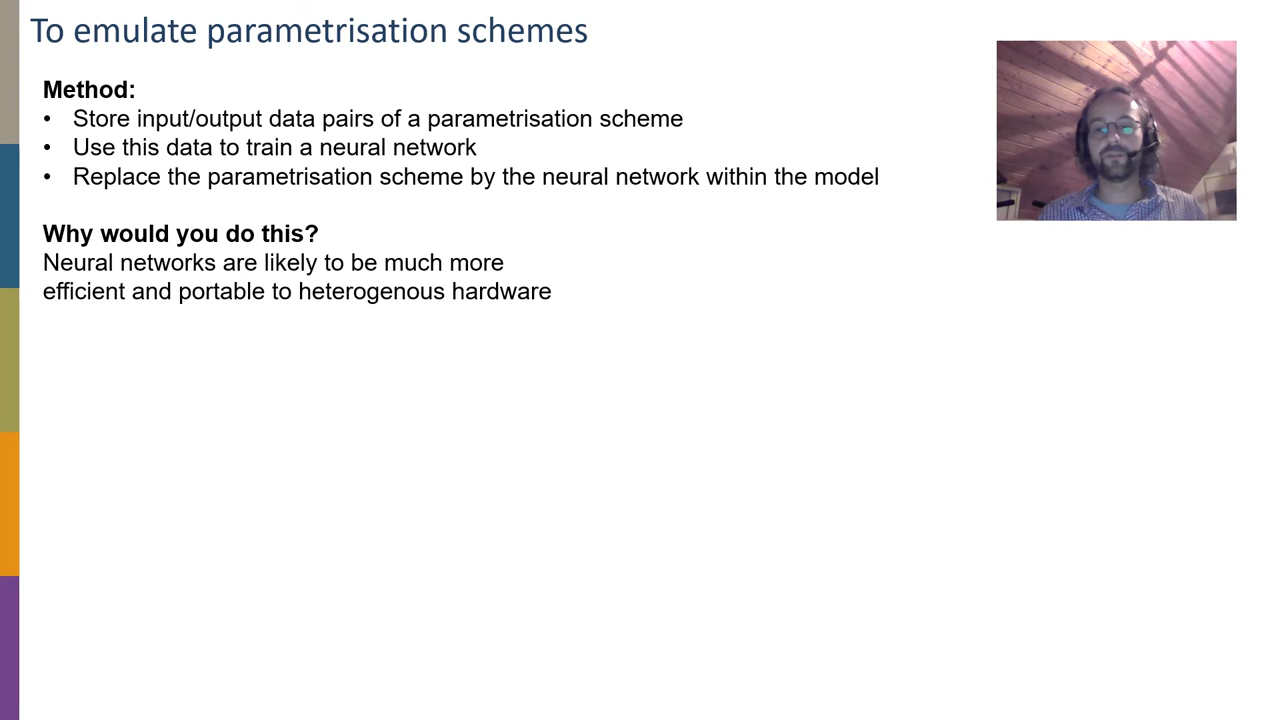 To emulate parametrisation schemes
Method:
• Store input/output data pairs of a parametrisation scheme
• Use this data to train a neural network
• Replace the parametrisation scheme by the neural network within the model
Why would you do this?
Neural networks are likely to be much more
efficient and portable to heterogenous hardware